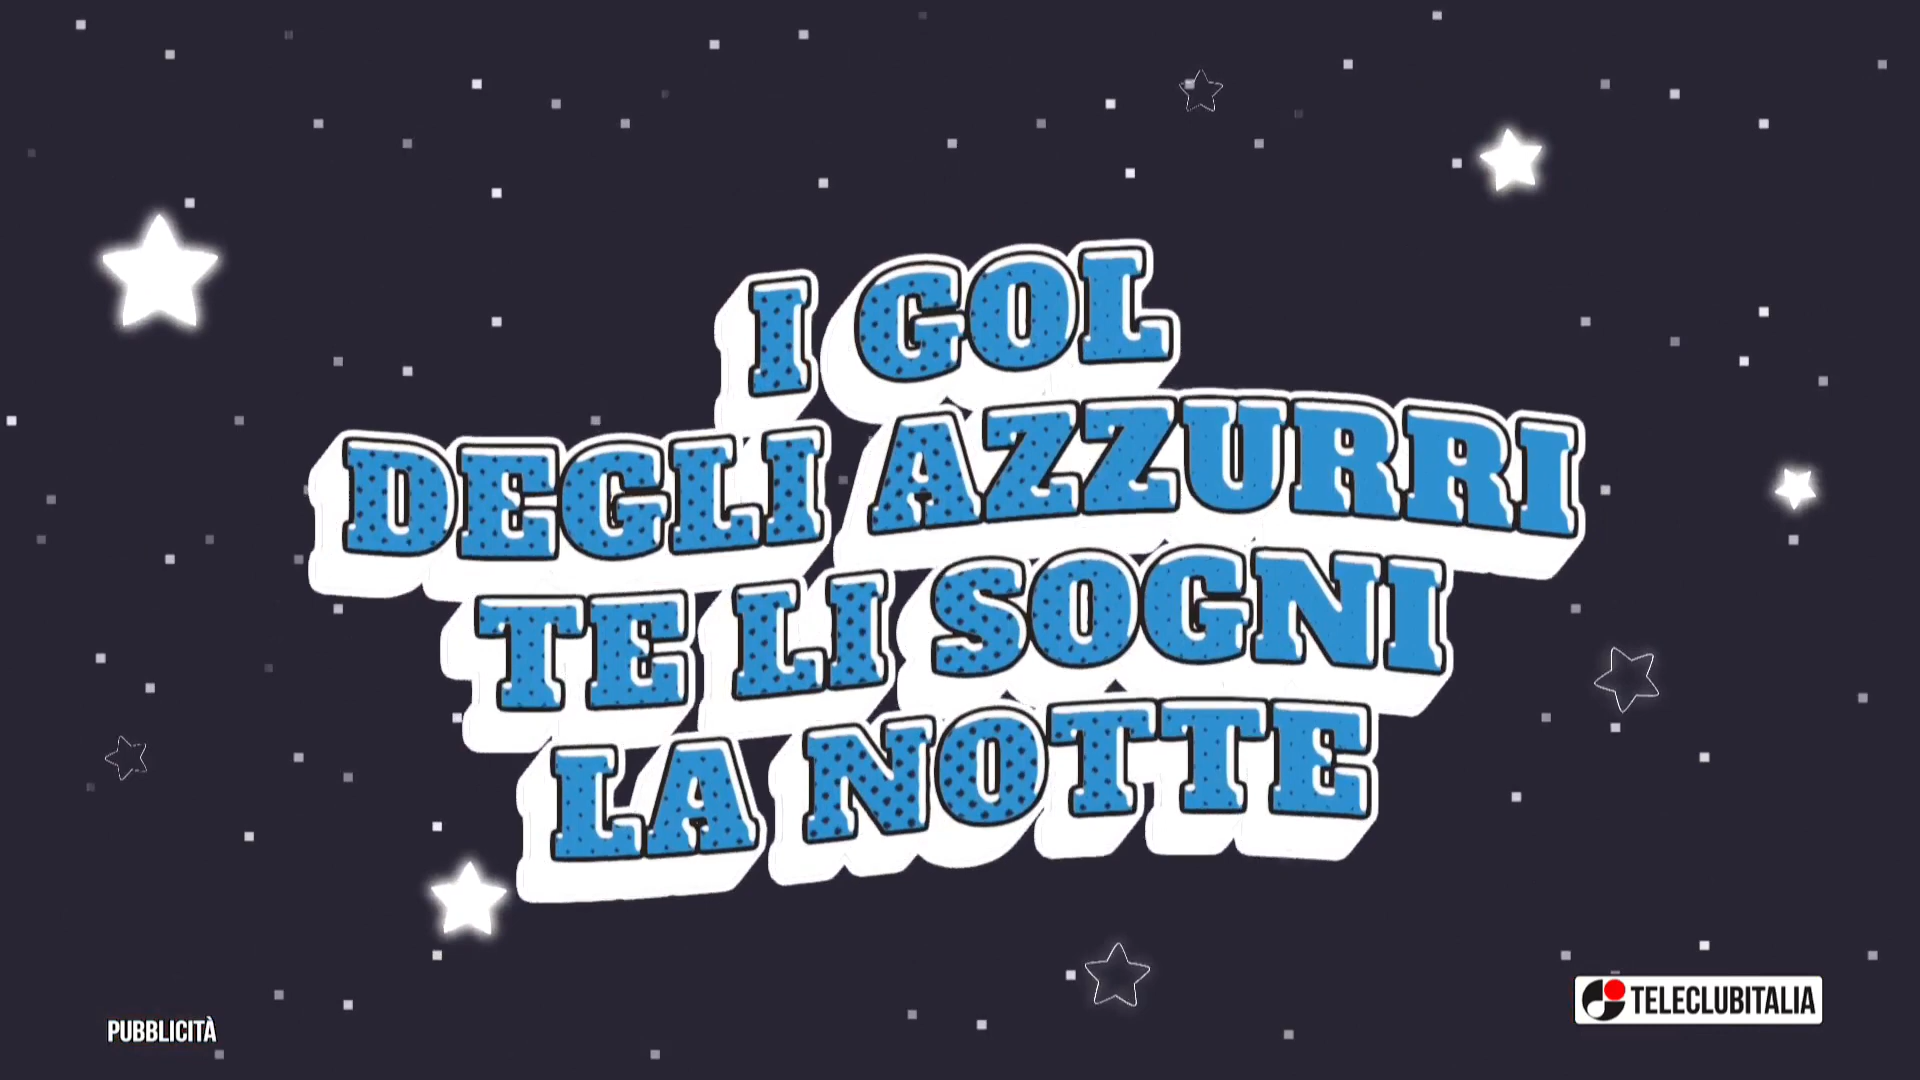 I GOL
DEGLI AZZURRI
TE LI SOGNI
LA NOTTE
PUBBLICITÀ
TELECLUBITALIA